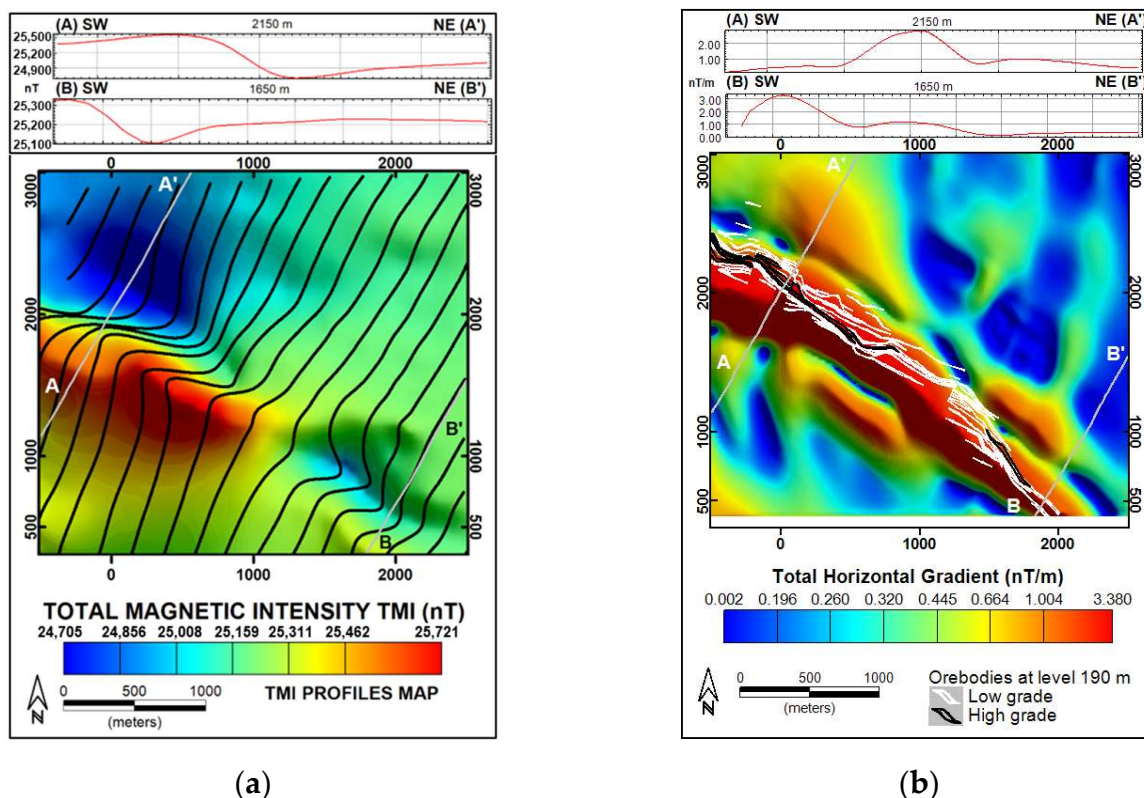 (A) SW 2150 m NE (A')
25,500
25,200
24,900
nT
(B) SW 1650 m NE (B')
25,300
25,200
25,100
0 1000 2000
3000 A' 3000
2000 2000
A
B'
1000 1000
500 B 500
0 1000 2000
TOTAL MAGNETIC INTENSITY TMI (nT)
24,705 24,856 25,008 25,159 25,311 25,462 25,721
0 500 1000 TMI PROFILES MAP
N (meters)
(a)
(A) SW 2150 m NE (A')
2.00
1.00
nT/m
(B) SW 1650 m NE (B')
3.00
2.00
1.00
0.00
0 1000 2000
3000 A' 3000
2000 2000
B'
A
1000 1000
500 B 500
0 1000 2000
Total Horizontal Gradient (nT/m)
0.002 0.196 0.260 0.320 0.445 0.664 1.004 3.380
Orebodies at level 190 m
0 500 1000 Low grade
N (meters) High grade
(b)